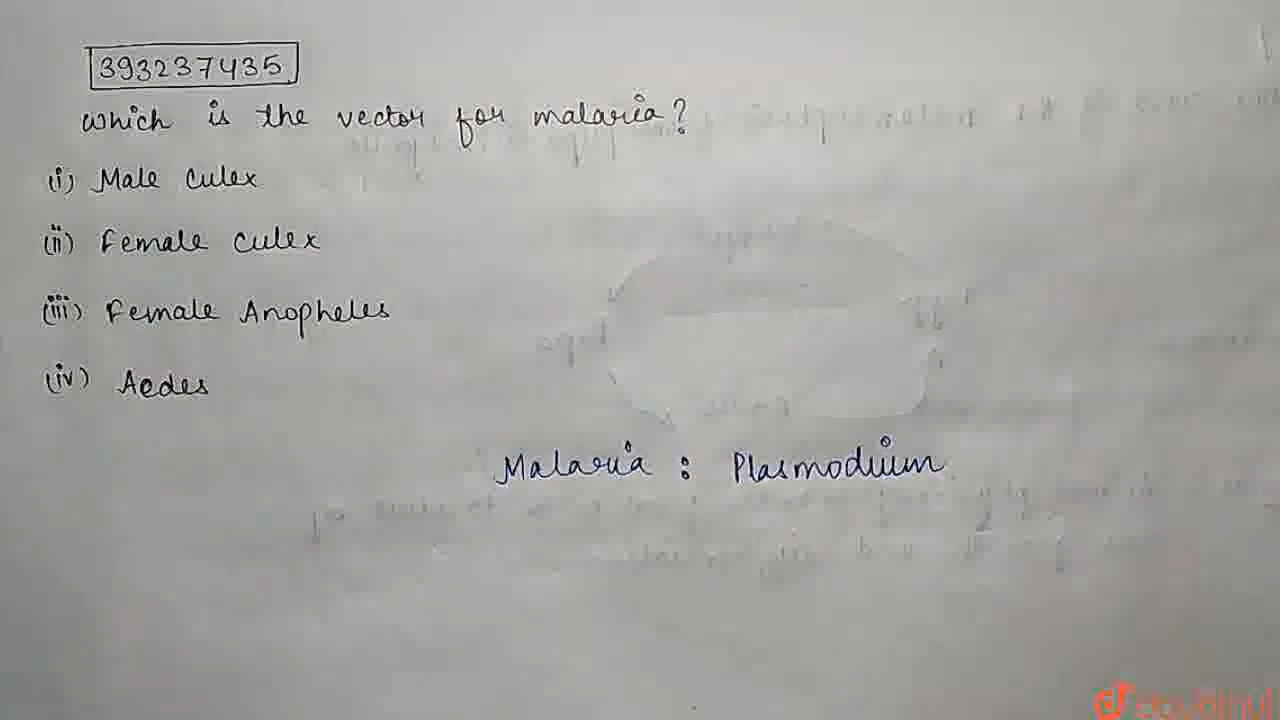 393237435
which is the vector for malaria?
(i) Male Culex
(ii) Female Culex
(iii) Female Anopheles
(iv) Aedes
Malaria : Plasmodium